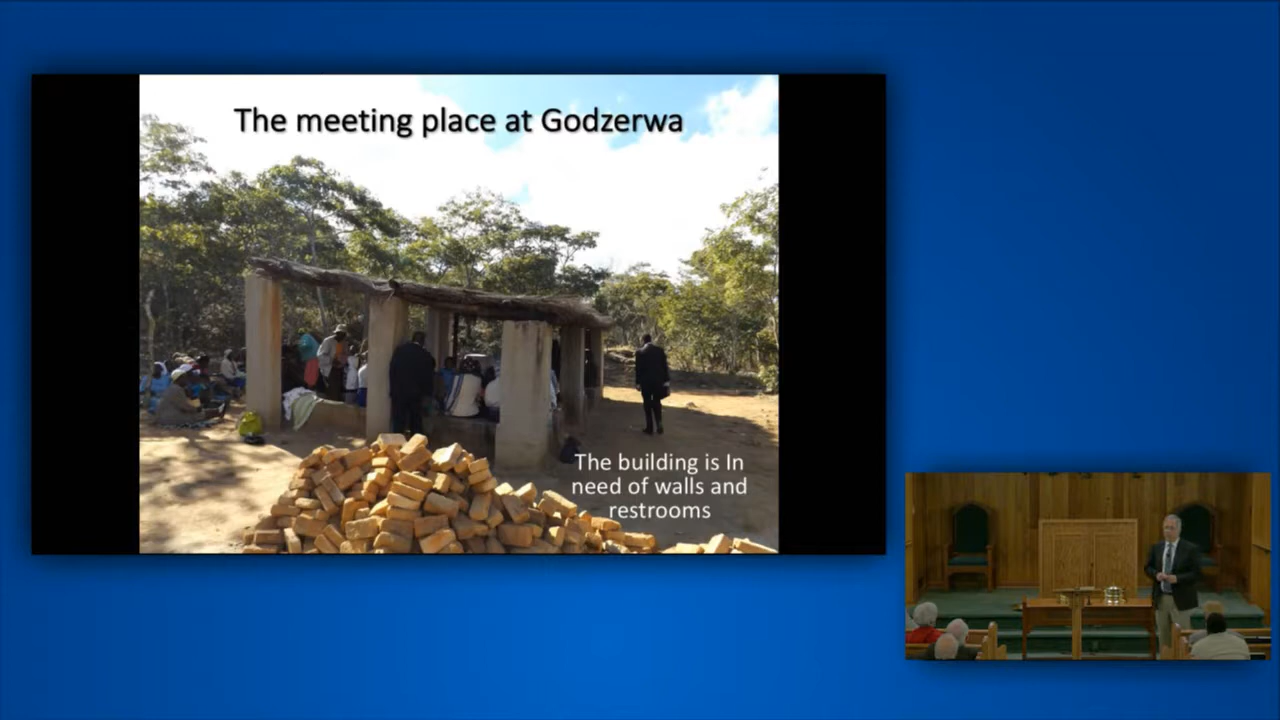 The meeting place at Godzerwa
The building is In
need of walls and
restrooms